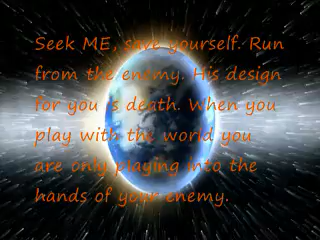 Seek ME, save yourself. Run
from the enemy. His design
for you is death. When you
play with the world you
are only playing into the
hands of your enemy.